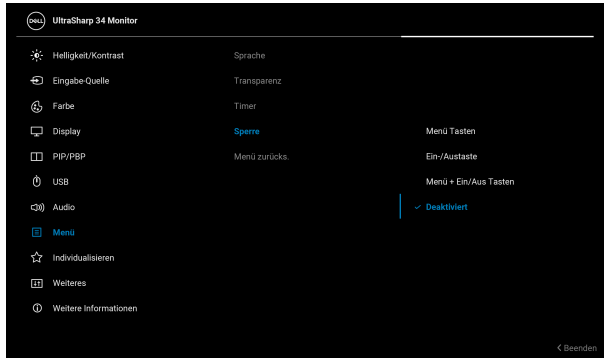 DELL UltraSharp 34 Monitor
Helligkeit/Kontrast Sprache
Eingabe-Quelle Transparenz
Farbe Timer
Display Sperre Menü Tasten
PIP/PBP Menü zurücks. Ein-/Austaste
USB Menü + Ein/Aus Tasten
Audio Deaktiviert
Menü
Individualisieren
Weiteres
Weitere Informationen
Beenden